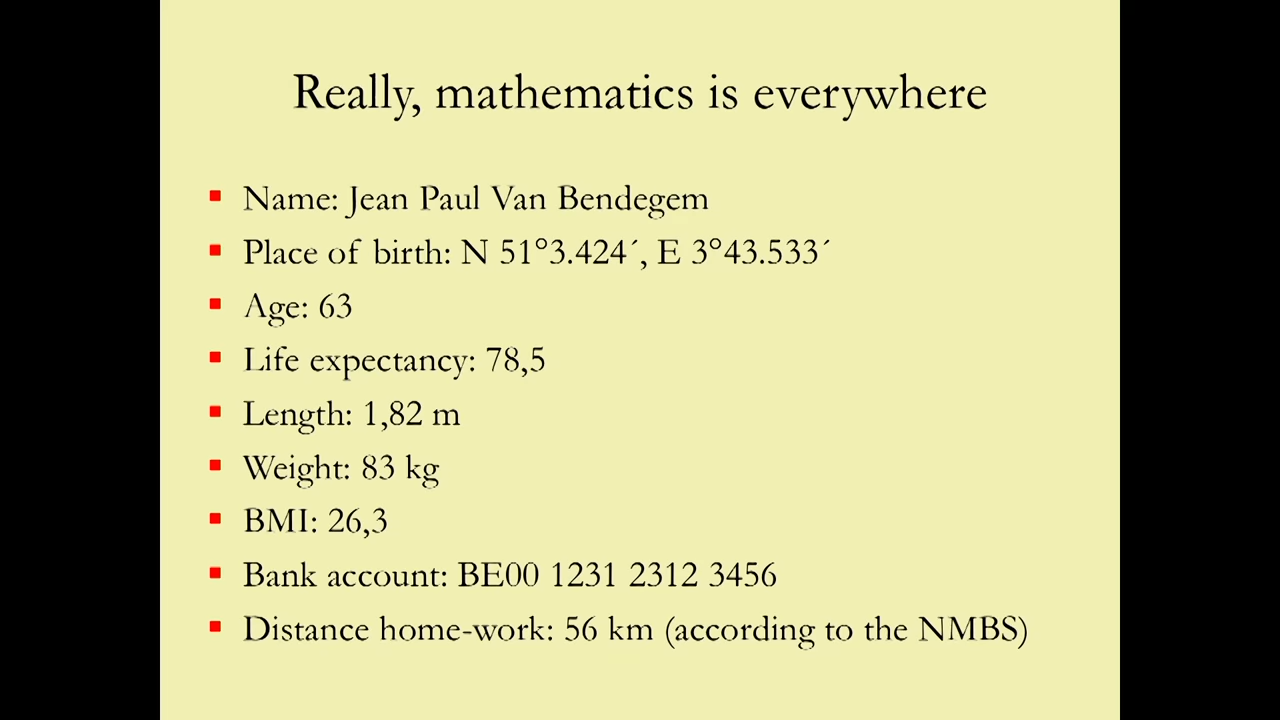 Really, mathematics is everywhere
Name: Jean Paul Van Bendegem
Place of birth: N 51°3.424´, E 3°43.533´
Age: 63
Life expectancy: 78,5
Length: 1,82 m
Weight: 83 kg
BMI: 26,3
Bank account: BE00 1231 2312 3456
Distance home-work: 56 km (according to the NMBS)